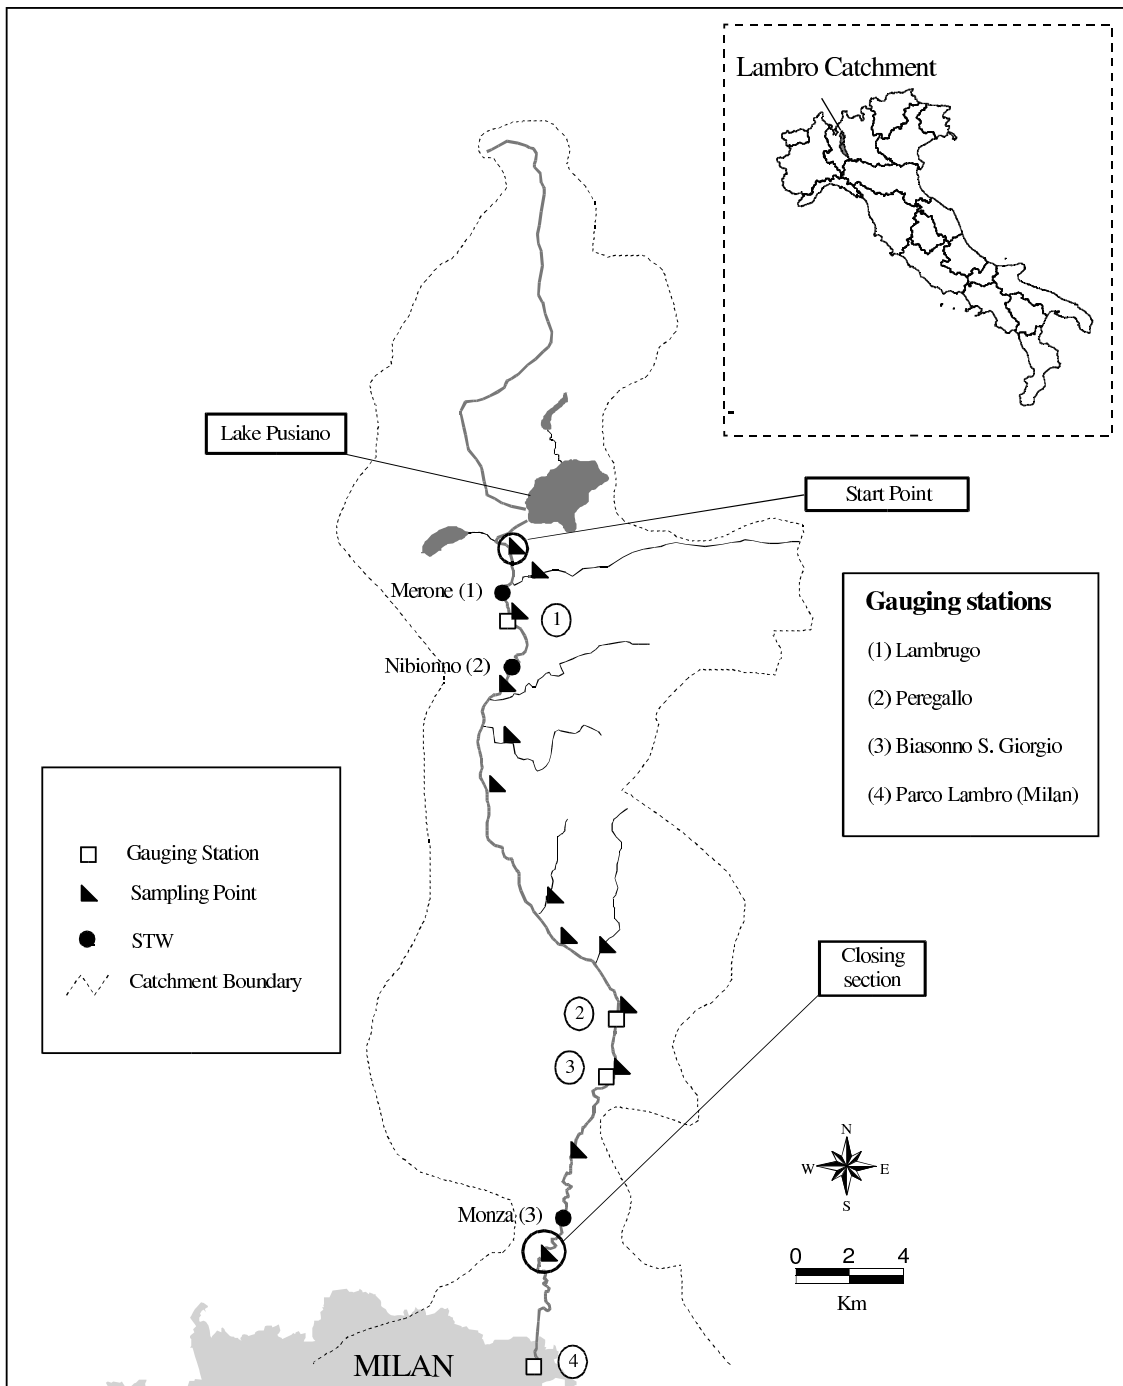 Lambro Catchment
Lake Pusiano
Start Point
Merone (1)
1
Nibionno (2)
Gauging stations
(1) Lambrugo
(2) Peregallo
(3) Biasonno S. Giorgio
(4) Parco Lambro (Milan)
Gauging Station
Sampling Point
STW
Catchment Boundary
Closing
section
2
3
N
W E
S
Monza (3)
0 2 4
Km
MILAN
4